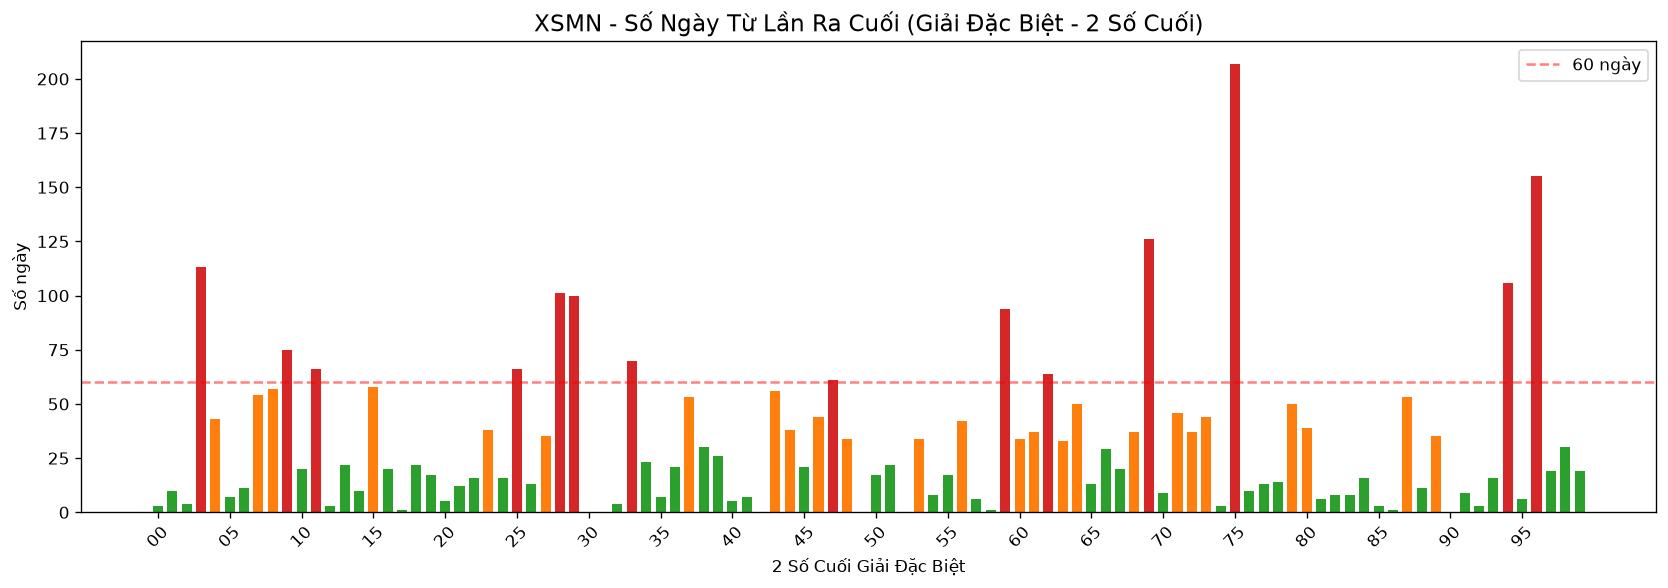 XSMN - Số Ngày Từ Lần Ra Cuối (Giải Đặc Biệt - 2 Số Cuối)
60 ngày
Số ngày
200
175
150
125
100
75
50
25
0
00 05 10 15 20 25 30 35 40 45 50 55 60 65 70 75 80 85 90 95
2 Số Cuối Giải Đặc Biệt